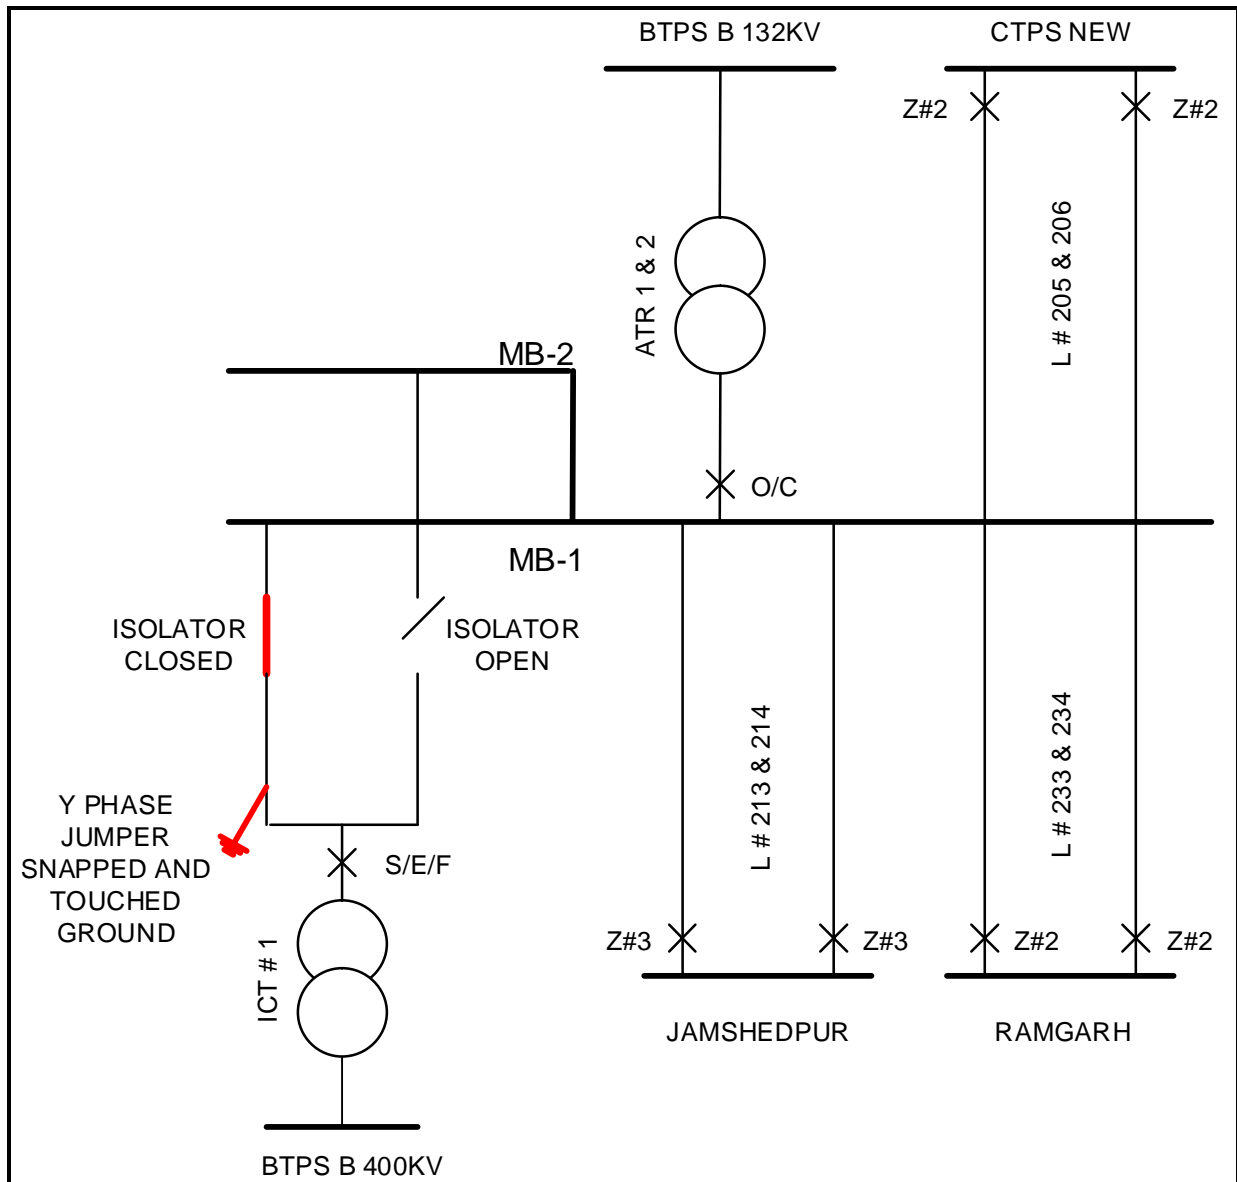 BTPS B 132KV
CTPS NEW
Z#2
Z#2
L # 205 & 206
ATR 1 & 2
MB-2
O/C
MB-1
ISOLATOR
CLOSED
ISOLATOR
OPEN
L # 213 & 214
L # 233 & 234
Y PHASE
JUMPER
SNAPPED AND
TOUCHED
GROUND
S/E/F
ICT # 1
Z#3
Z#3
Z#2
Z#2
JAMSHEDPUR
RAMGARH
BTPS B 400KV